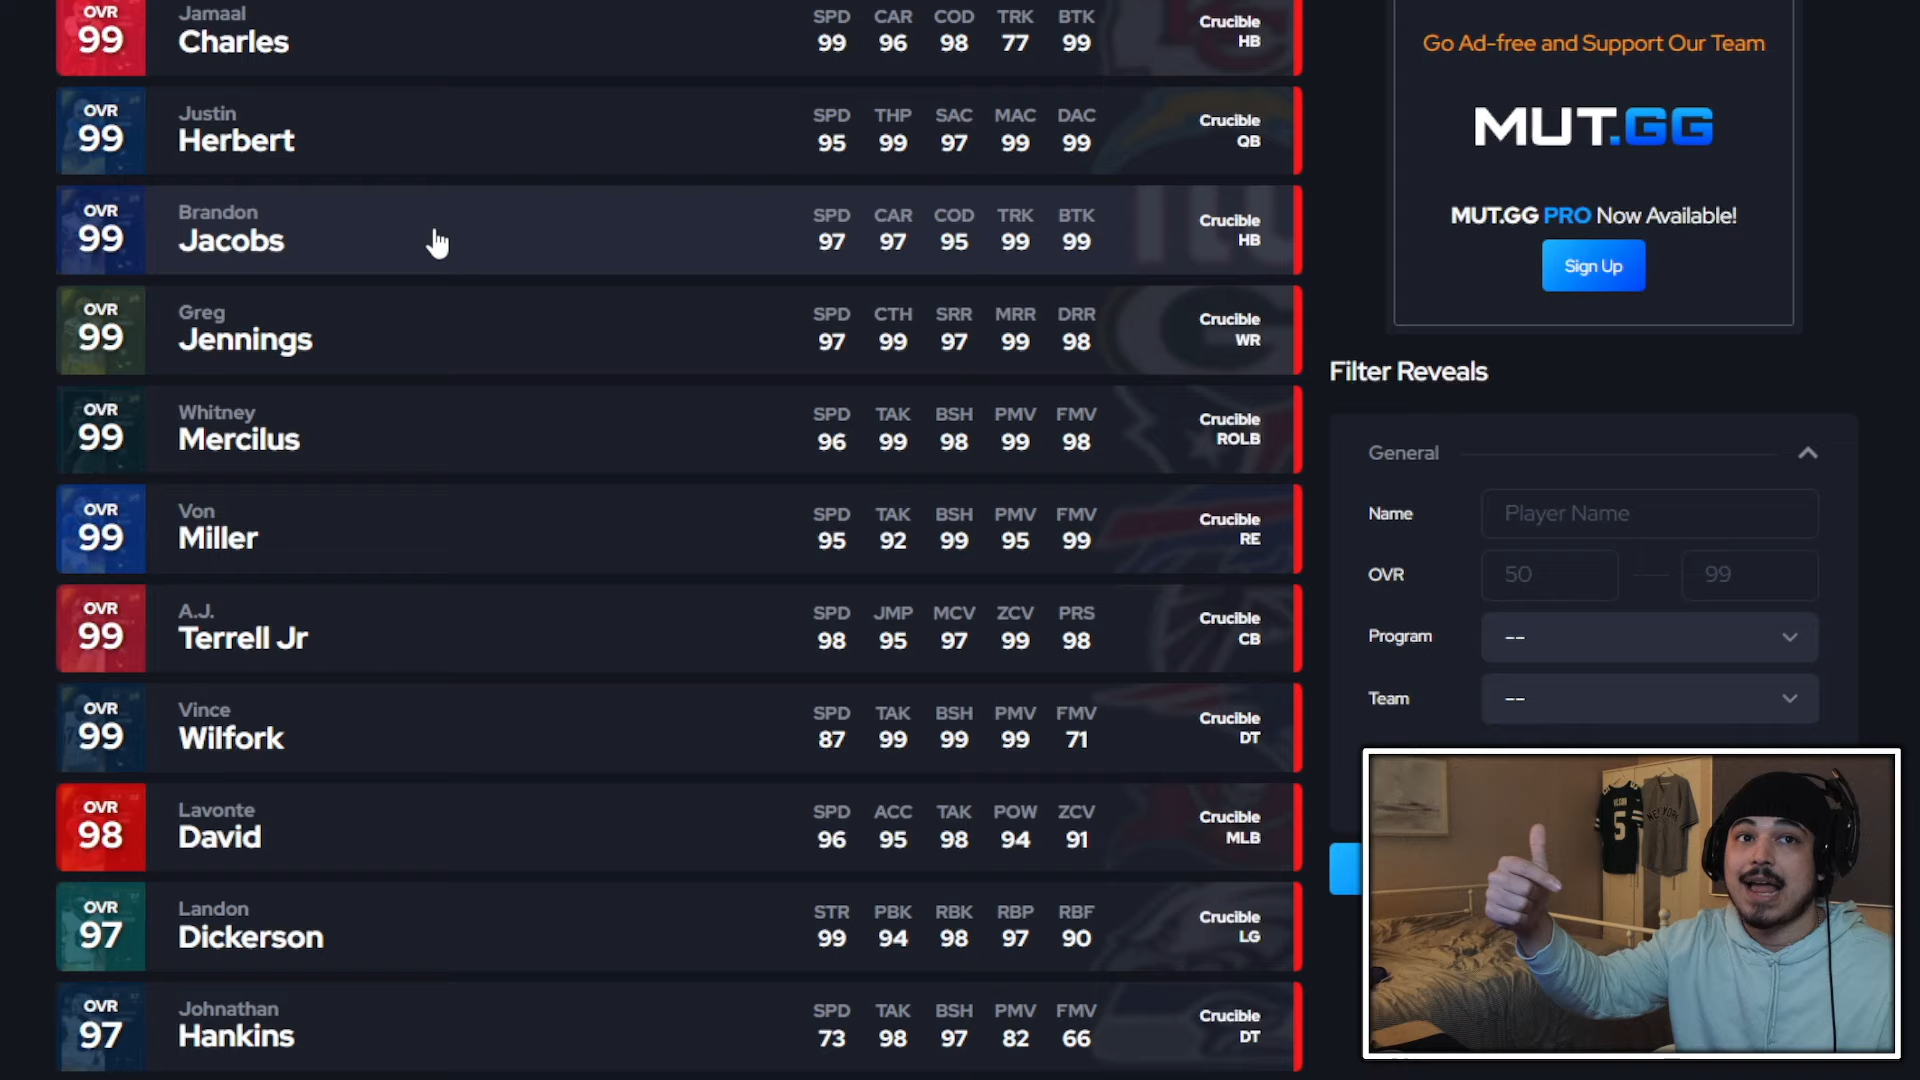 OVR
99
Jamaal
Charles
SPD CAR COD TRK BTK
99 96 98 77 99
Crucible
HB
OVR
99
Justin
Herbert
SPD THP SAC MAC DAC
95 99 97 99 99
Crucible
QB
OVR
99
Brandon
Jacobs
SPD CAR COD TRK BTK
97 97 95 99 99
Crucible
HB
OVR
99
Greg
Jennings
SPD CTH SRR MRR DRR
97 99 97 99 98
Crucible
WR
OVR
99
Whitney
Mercilus
SPD TAK BSH PMV FMV
96 99 98 99 98
Crucible
ROLB
OVR
99
Von
Miller
SPD TAK BSH PMV FMV
95 92 99 95 99
Crucible
RE
OVR
99
A.J.
Terrell Jr
SPD JMP MCV ZCV PRS
98 95 97 99 98
Crucible
CB
OVR
99
Vince
Wilfork
SPD TAK BSH PMV FMV
87 99 99 99 71
Crucible
DT
OVR
98
Lavonte
David
SPD ACC TAK POW ZCV
96 95 98 94 91
Crucible
MLB
OVR
97
Landon
Dickerson
STR PBK RBK RBP RBF
99 94 98 97 90
Crucible
LG
OVR
97
Johnathan
Hankins
SPD TAK BSH PMV FMV
73 98 97 82 66
Crucible
DT
Go Ad-free and Support Our Team
MUT.GG
MUT.GG PRO Now Available!
Sign Up
Filter Reveals
General
Name Player Name
OVR 50 — 99
Program --
Team --
5
NEW YORK